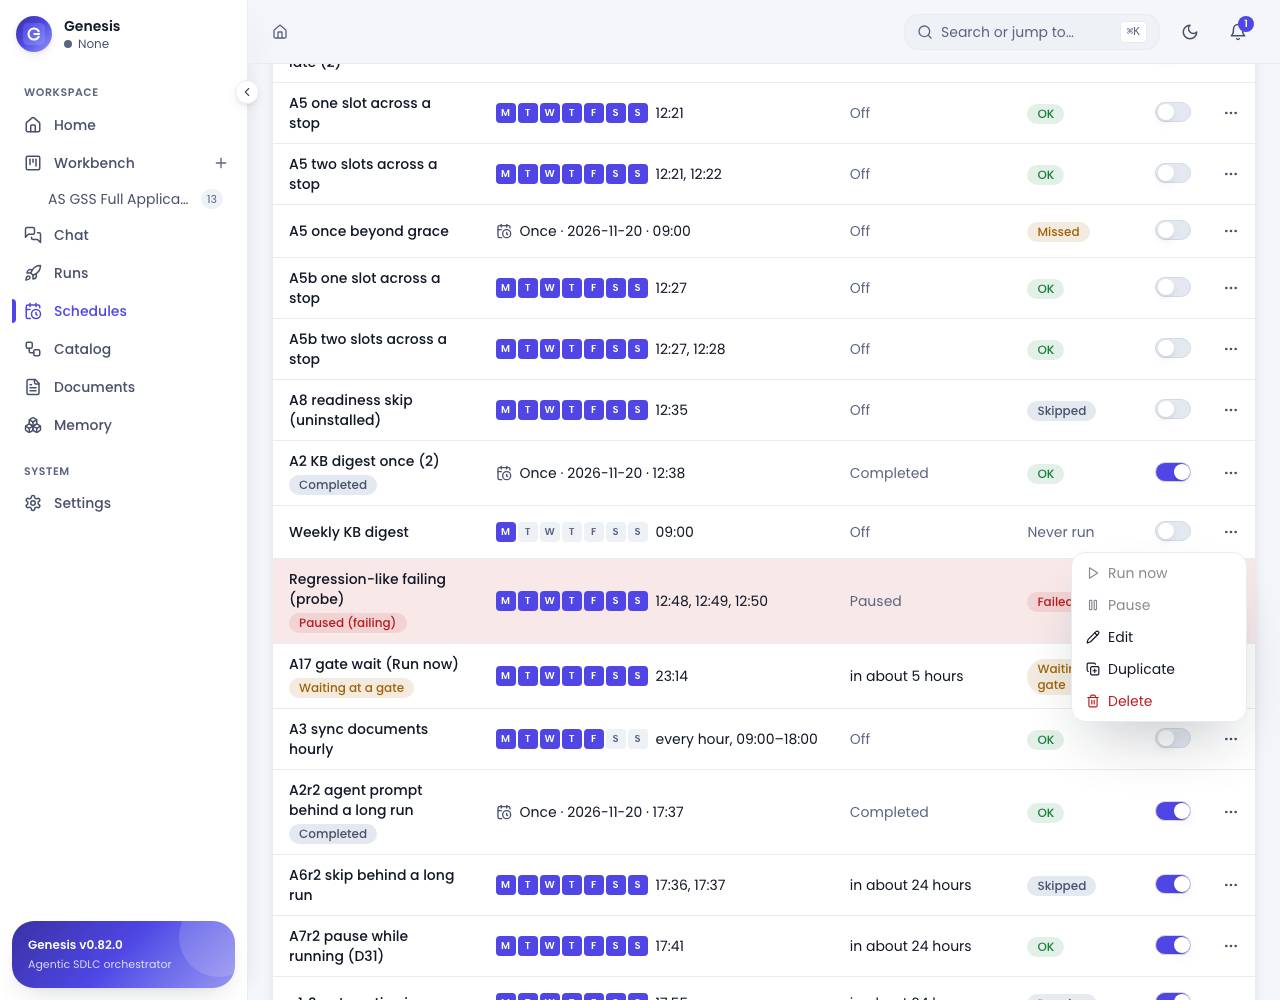 Genesis
None
Search or jump to...
⌘K
1
WORKSPACE
Home
Workbench
AS GSS Full Applica... 13
Chat
Runs
Schedules
Catalog
Documents
Memory
SYSTEM
Settings
Genesis v0.82.0
Agentic SDLC orchestrator
A5 one slot across a
stop
M T W T F S S 12:21
Off
OK
A5 two slots across a
stop
M T W T F S S 12:21, 12:22
Off
OK
A5 once beyond grace
Once · 2026-11-20 · 09:00
Off
Missed
A5b one slot across a
stop
M T W T F S S 12:27
Off
OK
A5b two slots across a
stop
M T W T F S S 12:27, 12:28
Off
OK
A8 readiness skip
(uninstalled)
M T W T F S S 12:35
Off
Skipped
A2 KB digest once (2)
Completed
Once · 2026-11-20 · 12:38
Completed
OK
Weekly KB digest
M T W T F S S 09:00
Off
Never run
Run now
Pause
Edit
Duplicate
Delete
Regression-like failing
(probe)
Paused (failing)
M T W T F S S 12:48, 12:49, 12:50
Paused
A17 gate wait (Run now)
Waiting at a gate
M T W T F S S 23:14
in about 5 hours
gate
A3 sync documents
hourly
M T W T F S S every hour, 09:00–18:00
Off
OK
A2r2 agent prompt
behind a long run
Completed
Once · 2026-11-20 · 17:37
Completed
OK
A6r2 skip behind a long
run
M T W T F S S 17:36, 17:37
in about 24 hours
Skipped
A7r2 pause while
running (D31)
M T W T F S S 17:41
in about 24 hours
OK